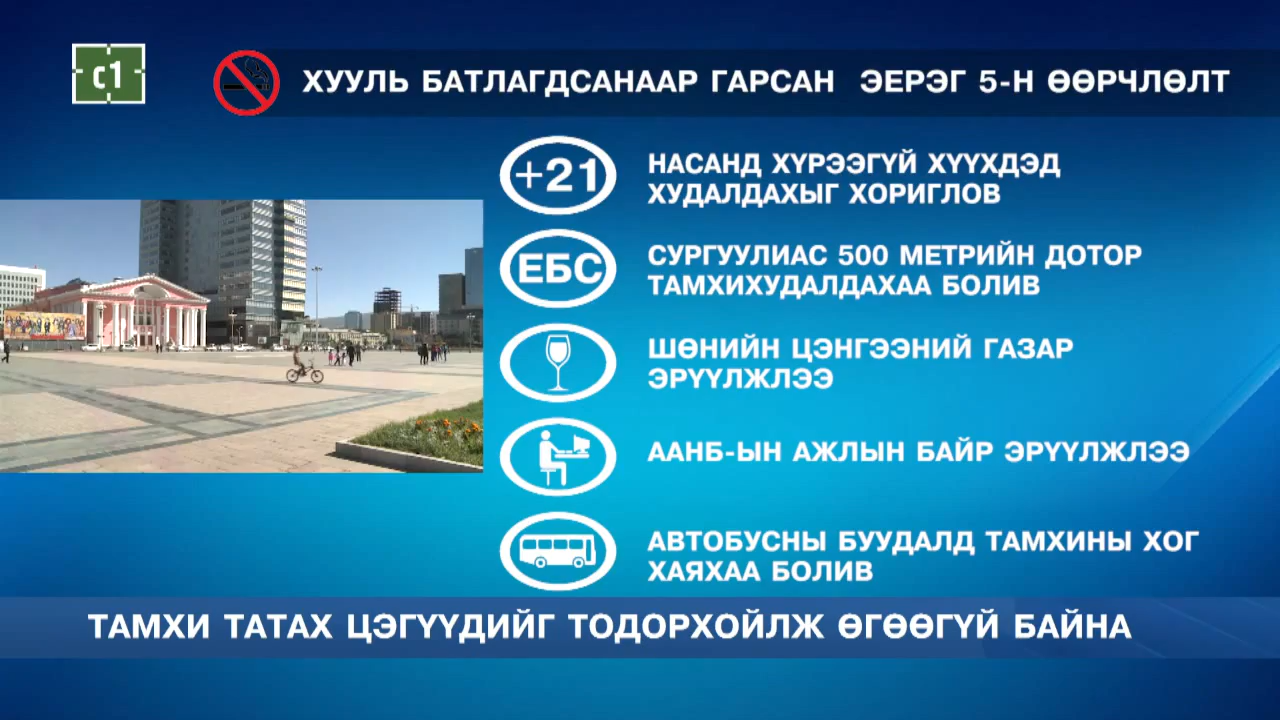 c1
ХУУЛЬ БАТЛАГДСАНААР ГАРСАН ЭЕРЭГ 5-Н ӨӨРЧЛӨЛТ
+21
НАСАНД ХҮРЭЭГҮЙ ХҮҮХДЭД
ХУДАЛДАХЫГ ХОРИГЛОВ
ЕБС
СУРГУУЛИАС 500 МЕТРИЙН ДОТОР
ТАМХИХУДАЛДАХАА БОЛИВ
ШӨНИЙН ЦЭНГЭЭНИЙ ГАЗАР
ЭРҮҮЛЖЛЭЭ
ААНБ-ЫН АЖЛЫН БАЙР ЭРҮҮЛЖЛЭЭ
АВТОБУСНЫ БУУДАЛД ТАМХИНЫ ХОГ
ХАЯХАА БОЛИВ
ТАМХИ ТАТАХ ЦЭГҮҮДИЙГ ТОДОРХОЙЛЖ ӨГӨӨГҮЙ БАЙНА